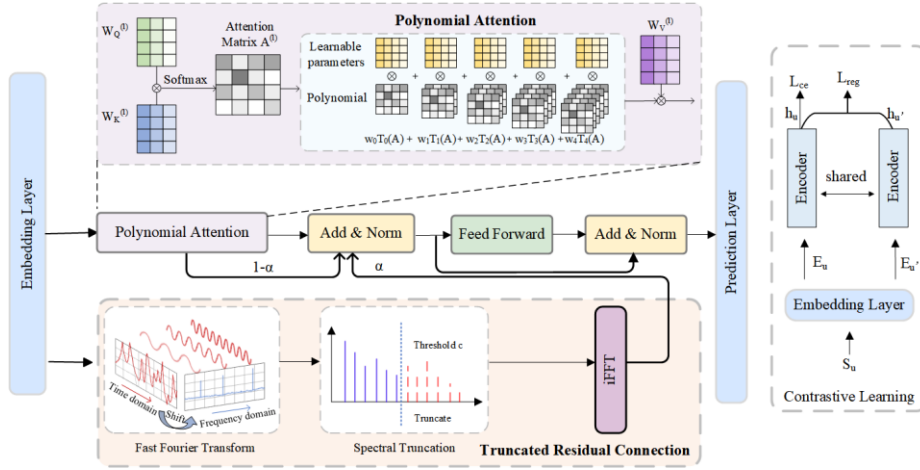 Polynomial Attention
W_Q^(l)
Attention
Matrix A^(l)
Softmax
W_K^(l)
Learnable
parameters
Polynomial
w₀T₀(A) + w₁T₁(A) + w₂T₂(A) + w₃T₃(A) + w₄T₄(A)
W_V^(l)
Embedding Layer
Polynomial Attention
Add & Norm
Feed Forward
Add & Norm
1-α
α
Prediction Layer
Time domain
Shift
Frequency domain
Fast Fourier Transform
Threshold c
Truncate
Spectral Truncation
iFFT
Truncated Residual Connection
L_ce
L_reg
h_u
h_u'
Encoder
shared
Encoder
E_u
E_u'
Embedding Layer
S_u
Contrastive Learning